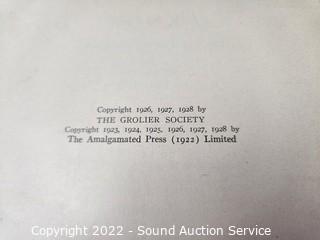 Copyright 1926, 1927, 1928 by
THE GROLIER SOCIETY
Copyright 1923, 1924, 1925, 1926, 1927, 1928 by
The Amalgamated Press (1922) Limited
Copyright 2022 - Sound Auction Service